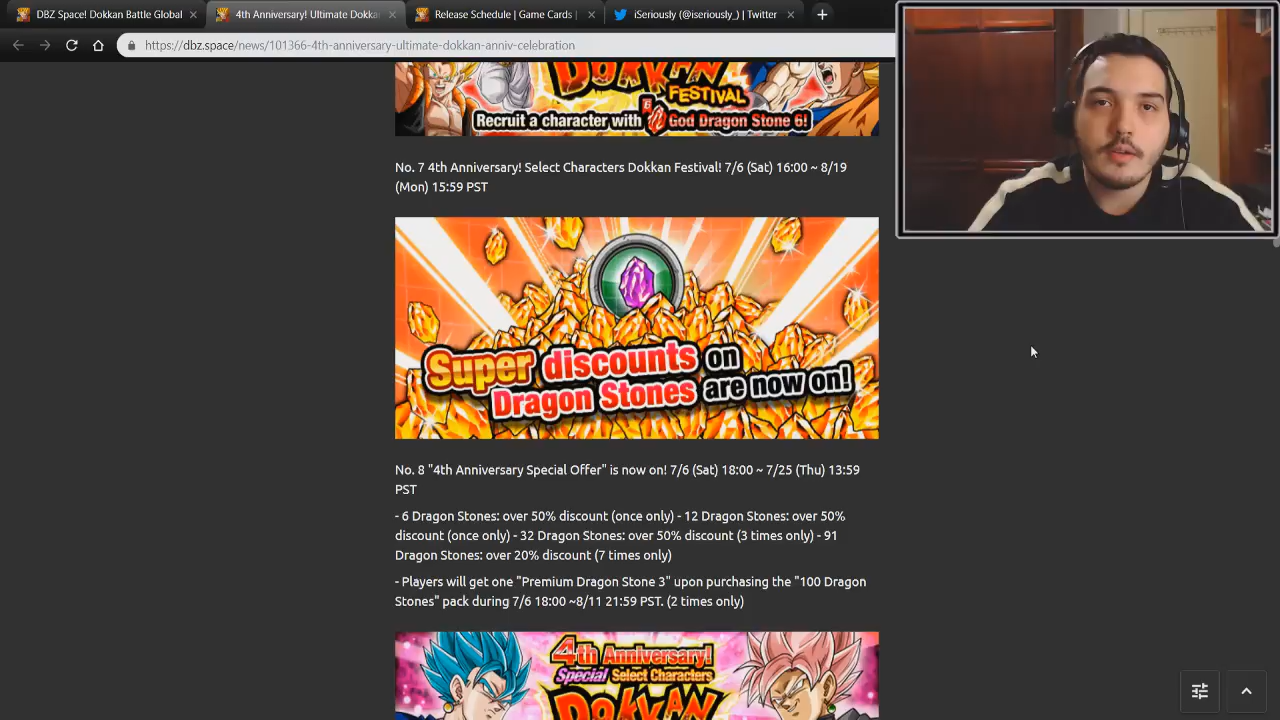 DBZ Space! Dokkan Battle Global
4th Anniversary! Ultimate Dokka
Release Schedule | Game Cards |
iSeriously (@iseriously_) | Twitter
https://dbz.space/news/101366-4th-anniversary-ultimate-dokkan-anniv-celebration
DOKKAN
FESTIVAL
Recruit a character with 6 God Dragon Stone 6!
No. 7 4th Anniversary! Select Characters Dokkan Festival! 7/6 (Sat) 16:00 ~ 8/19
(Mon) 15:59 PST
Super discounts on
Dragon Stones are now on!
No. 8 "4th Anniversary Special Offer" is now on! 7/6 (Sat) 18:00 ~ 7/25 (Thu) 13:59
PST
- 6 Dragon Stones: over 50% discount (once only) - 12 Dragon Stones: over 50%
discount (once only) - 32 Dragon Stones: over 50% discount (3 times only) - 91
Dragon Stones: over 20% discount (7 times only)
- Players will get one "Premium Dragon Stone 3" upon purchasing the "100 Dragon
Stones" pack during 7/6 18:00 ~8/11 21:59 PST. (2 times only)
4th Anniversary!
Special Select Characters
DOKKAN